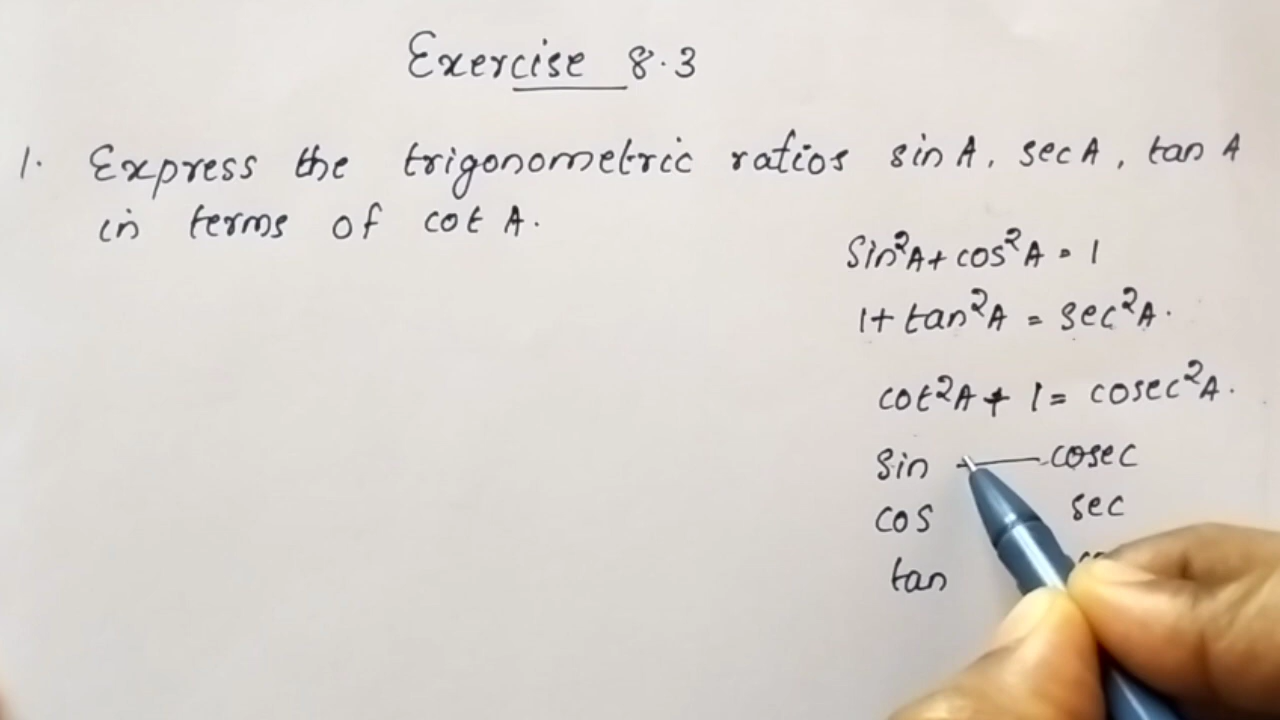 Exercise 8.3
1. Express the trigonometric ratios sin A, sec A, tan A
in terms of cot A.
Sin²A + cos²A = 1
1 + tan²A = sec²A.
cot²A + 1 = cosec²A.
Sin — cosec
cos sec
tan